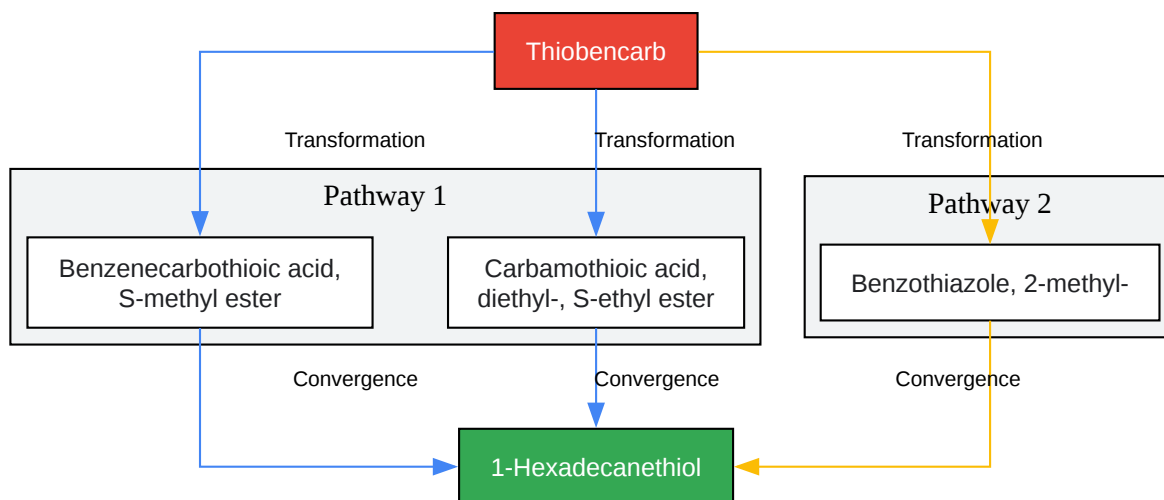 Thiobencarb
Transformation
Transformation
Transformation
Pathway 1
Pathway 2
Benzenecarbothioic acid,
S-methyl ester
Carbamothioic acid,
diethyl-, S-ethyl ester
Benzothiazole, 2-methyl-
Convergence
Convergence
Convergence
1-Hexadecanethiol